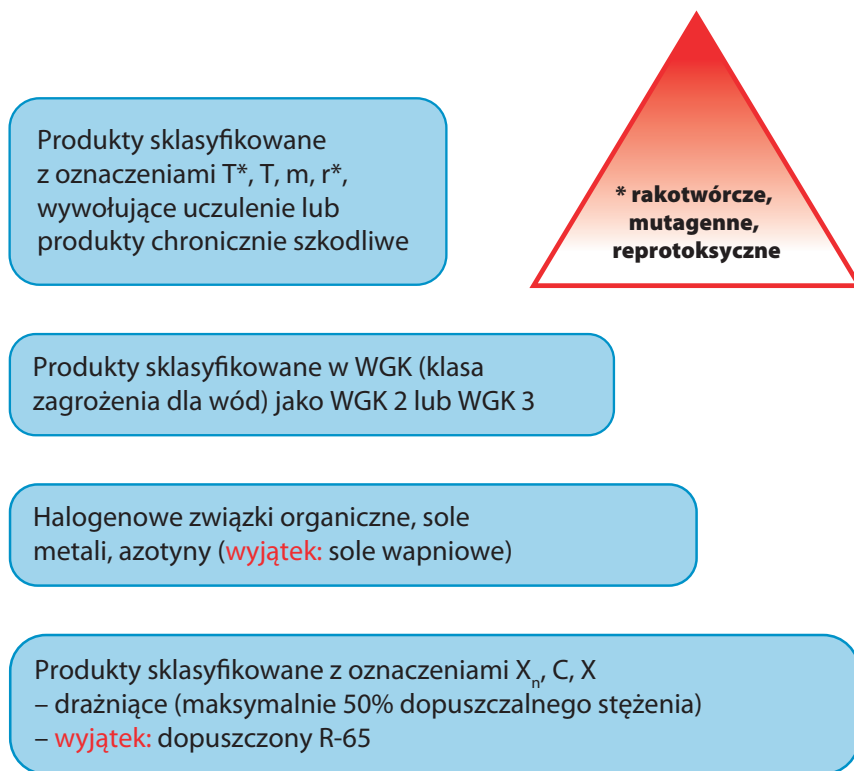 Produkty sklasyfikowane
z oznaczeniami T*, T, m, r*,
wywołujące uczulenie lub
produkty chronicznie szkodliwe
* rakotwórcze,
mutagenne,
reprotoksyczne
Produkty sklasyfikowane w WGK (klasa
zagrożenia dla wód) jako WGK 2 lub WGK 3
Halogenowe związki organiczne, sole
metali, azotyny (wyjątek: sole wapniowe)
Produkty sklasyfikowane z oznaczeniami Xn, C, X
– drażniące (maksymalnie 50% dopuszczalnego stężenia)
– wyjątek: dopuszczony R-65